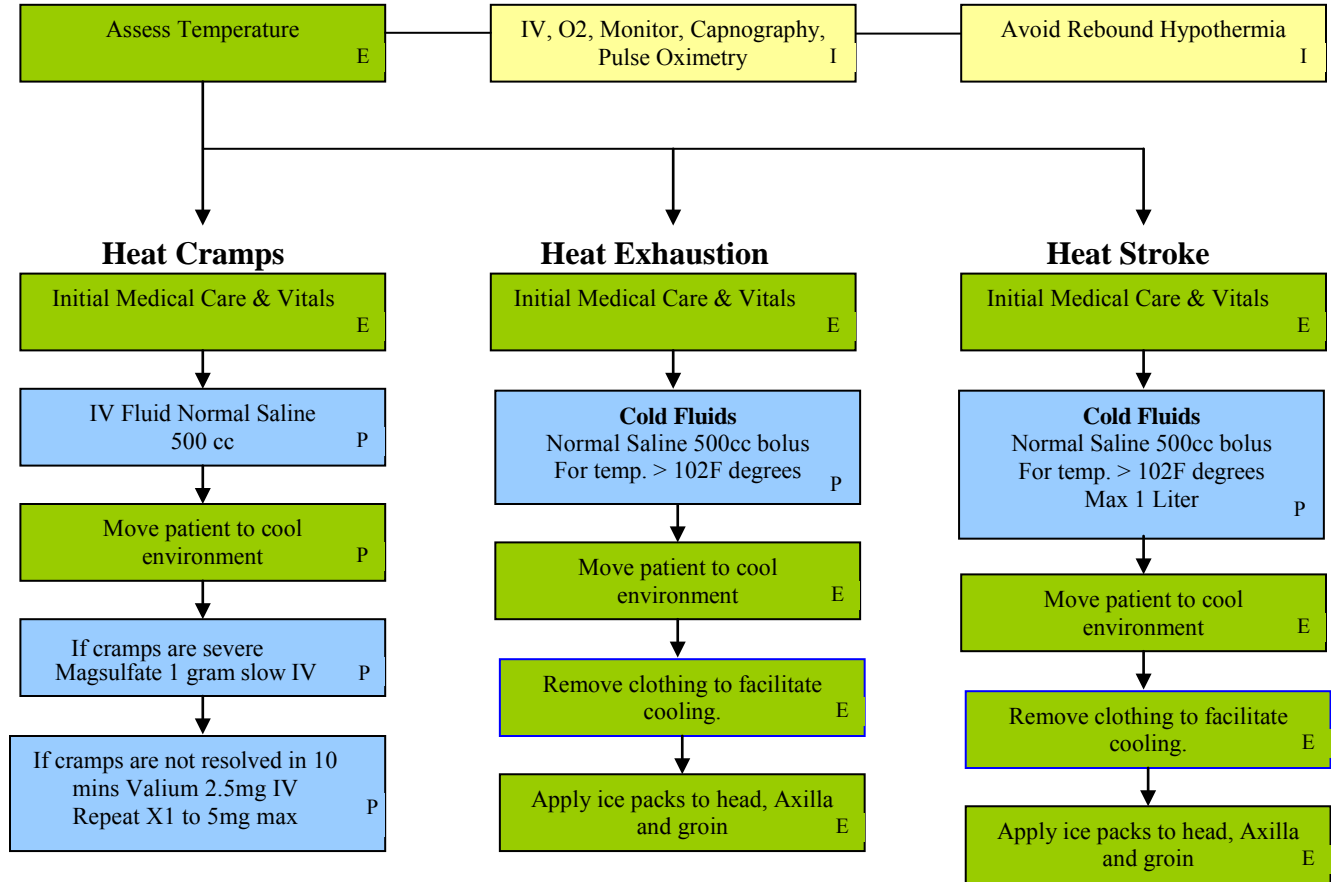 Assess Temperature
E
IV, O2, Monitor, Capnography,
Pulse Oximetry
I
Avoid Rebound Hypothermia
I
Heat Cramps
Initial Medical Care & Vitals
E
IV Fluid Normal Saline
500 cc
P
Move patient to cool
environment
P
If cramps are severe
Magsulfate 1 gram slow IV
P
If cramps are not resolved in 10
mins Valium 2.5mg IV
Repeat X1 to 5mg max
P
Heat Exhaustion
Initial Medical Care & Vitals
E
Cold Fluids
Normal Saline 500cc bolus
For temp. > 102F degrees
P
Move patient to cool
environment
E
Remove clothing to facilitate
cooling.
E
Apply ice packs to head, Axilla
and groin
E
Heat Stroke
Initial Medical Care & Vitals
E
Cold Fluids
Normal Saline 500cc bolus
For temp. > 102F degrees
Max 1 Liter
P
Move patient to cool
environment
E
Remove clothing to facilitate
cooling.
E
Apply ice packs to head, Axilla
and groin
E